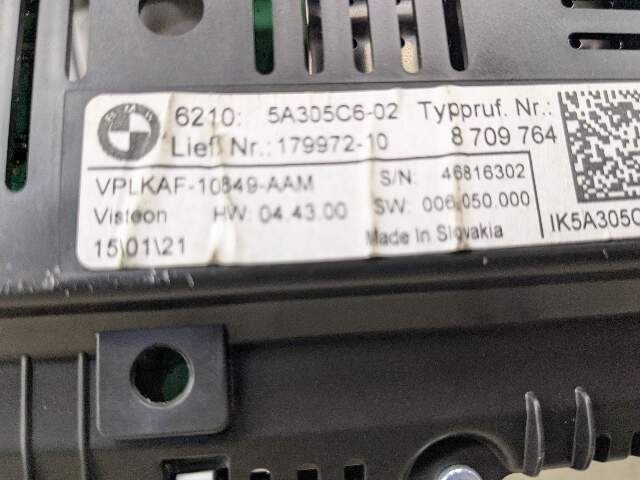 6210: 5A305C6-02 Typpruf. Nr.:
Ließ Nr.: 179972-10 8 709 764
VPLKAF-10849-AAM S/N: 46816302
Visteon HW: 04.43.00 SW: 006.050.000
15\01\21 Made In Slovakia
IK5A305C